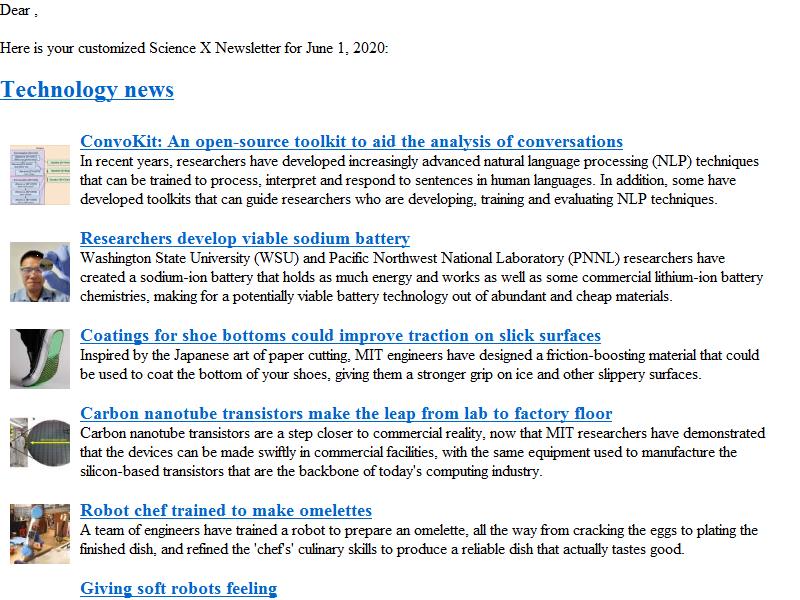 Dear ,
Here is your customized Science X Newsletter for June 1, 2020:
Technology news
ConvoKit: An open-source toolkit to aid the analysis of conversations
In recent years, researchers have developed increasingly advanced natural language processing (NLP) techniques
that can be trained to process, interpret and respond to sentences in human languages. In addition, some have
developed toolkits that can guide researchers who are developing, training and evaluating NLP techniques.
Researchers develop viable sodium battery
Washington State University (WSU) and Pacific Northwest National Laboratory (PNNL) researchers have
created a sodium-ion battery that holds as much energy and works as well as some commercial lithium-ion battery
chemistries, making for a potentially viable battery technology out of abundant and cheap materials.
Coatings for shoe bottoms could improve traction on slick surfaces
Inspired by the Japanese art of paper cutting, MIT engineers have designed a friction-boosting material that could
be used to coat the bottom of your shoes, giving them a stronger grip on ice and other slippery surfaces.
Carbon nanotube transistors make the leap from lab to factory floor
Carbon nanotube transistors are a step closer to commercial reality, now that MIT researchers have demonstrated
that the devices can be made swiftly in commercial facilities, with the same equipment used to manufacture the
silicon-based transistors that are the backbone of today's computing industry.
Robot chef trained to make omelettes
A team of engineers have trained a robot to prepare an omelette, all the way from cracking the eggs to plating the
finished dish, and refined the 'chef's' culinary skills to produce a reliable dish that actually tastes good.
Giving soft robots feeling